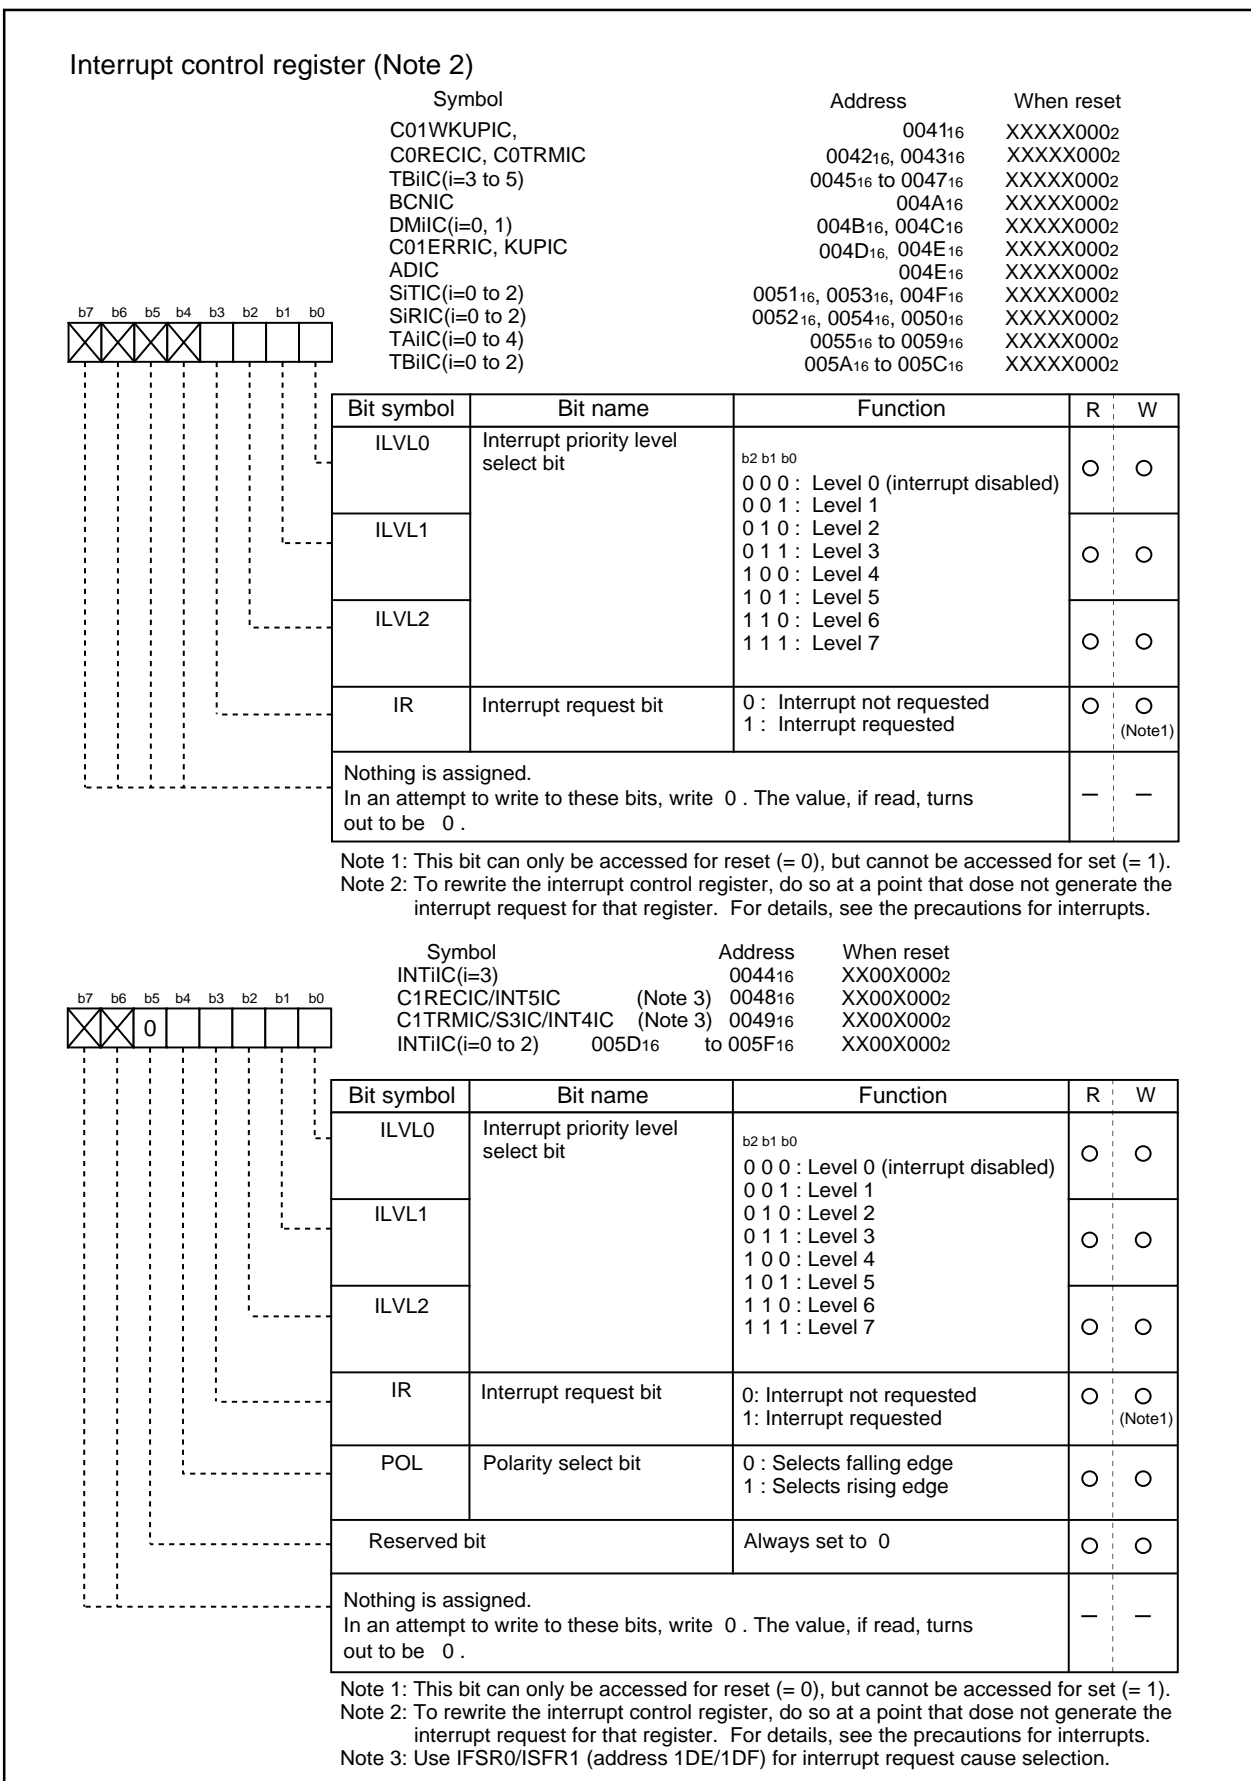 Interrupt control register (Note 2)
Symbol Address When reset
C01WKUPIC, 004116 XXXXX0002
C0RECIC, C0TRMIC 004216, 004316 XXXXX0002
TBiIC(i=3 to 5) 004516 to 004716 XXXXX0002
BCNIC 004A16 XXXXX0002
DMiIC(i=0, 1) 004B16, 004C16 XXXXX0002
C01ERRIC, KUPIC 004D16, 004E16 XXXXX0002
ADIC 004E16 XXXXX0002
SiTIC(i=0 to 2) 005116, 005316, 004F16 XXXXX0002
SiRIC(i=0 to 2) 005216, 005416, 005016 XXXXX0002
TAiIC(i=0 to 4) 005516 to 005916 XXXXX0002
TBiIC(i=0 to 2) 005A16 to 005C16 XXXXX0002
b7 b6 b5 b4 b3 b2 b1 b0
Bit symbol Bit name Function R W
ILVL0 Interrupt priority level
select bit
b2 b1 b0
0 0 0 : Level 0 (interrupt disabled)
0 0 1 : Level 1
ILVL1 0 1 0 : Level 2
0 1 1 : Level 3
1 0 0 : Level 4
1 0 1 : Level 5
ILVL2 1 1 0 : Level 6
1 1 1 : Level 7
IR Interrupt request bit 0 : Interrupt not requested
1 : Interrupt requested (Note1)
Nothing is assigned.
In an attempt to write to these bits, write 0 . The value, if read, turns
out to be 0 .
Note 1: This bit can only be accessed for reset (= 0), but cannot be accessed for set (= 1).
Note 2: To rewrite the interrupt control register, do so at a point that dose not generate the
interrupt request for that register. For details, see the precautions for interrupts.
Symbol Address When reset
INTiIC(i=3) 004416 XX00X0002
C1RECIC/INT5IC (Note 3) 004816 XX00X0002
C1TRMIC/S3IC/INT4IC (Note 3) 004916 XX00X0002
INTiIC(i=0 to 2) 005D16 to 005F16 XX00X0002
b7 b6 b5 b4 b3 b2 b1 b0
0
Bit symbol Bit name Function R W
ILVL0 Interrupt priority level
select bit
b2 b1 b0
0 0 0 : Level 0 (interrupt disabled)
0 0 1 : Level 1
ILVL1 0 1 0 : Level 2
0 1 1 : Level 3
1 0 0 : Level 4
1 0 1 : Level 5
ILVL2 1 1 0 : Level 6
1 1 1 : Level 7
IR Interrupt request bit 0: Interrupt not requested
1: Interrupt requested (Note1)
POL Polarity select bit 0 : Selects falling edge
1 : Selects rising edge
Reserved bit Always set to 0
Nothing is assigned.
In an attempt to write to these bits, write 0 . The value, if read, turns
out to be 0 .
Note 1: This bit can only be accessed for reset (= 0), but cannot be accessed for set (= 1).
Note 2: To rewrite the interrupt control register, do so at a point that dose not generate the
interrupt request for that register. For details, see the precautions for interrupts.
Note 3: Use IFSR0/ISFR1 (address 1DE/1DF) for interrupt request cause selection.